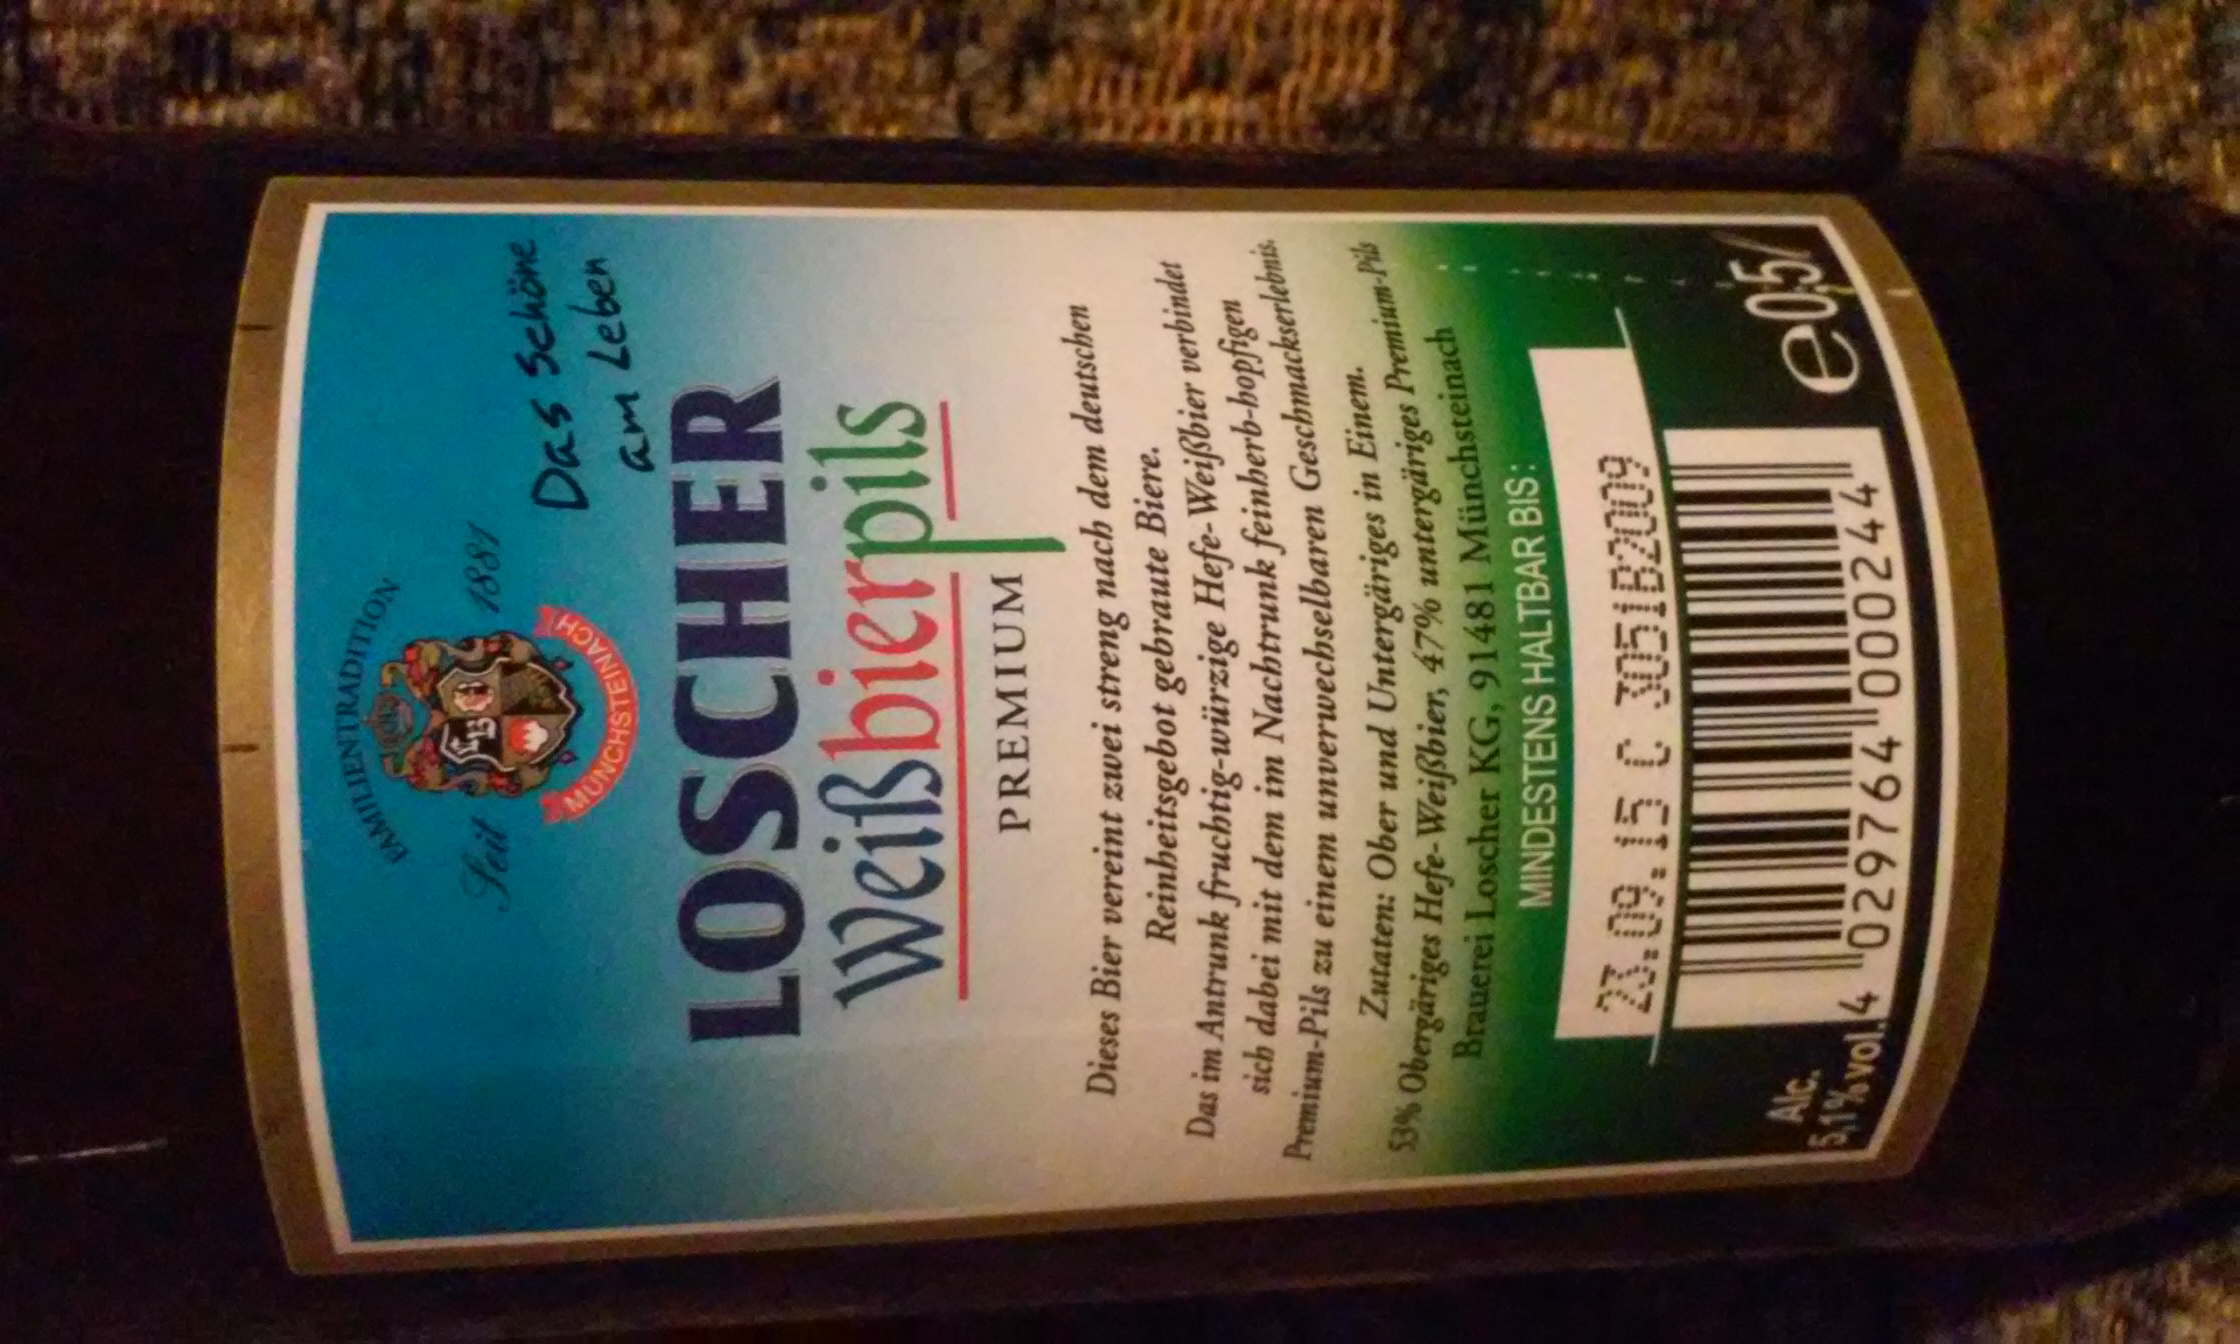 FAMILIENTRADITION
Seit 1881
MÜNCHSTEINACH
Das Schöne
am Leben
LOSCHER
Weißbierpils
PREMIUM
Dieses Bier vereint zwei streng nach dem deutschen
Reinheitsgebot gebraute Biere.
Das im Antrunk fruchtig-würzige Hefe-Weißbier verbindet
sich dabei mit dem im Nachtrunk feinherb-hopfigen
Premium-Pils zu einem unverwechselbaren Geschmackserlebnis.
Zutaten: Ober und Untergäriges in Einem.
53% Obergäriges Hefe-Weißbier, 47% untergäriges Premium-Pils
Brauerei Loscher KG, 91481 Münchsteinach
MINDESTENS HALTBAR BIS:
23.09.15 C 3051B2009
Alc.
5,1%vol.
4 029764 000244
e0,5l